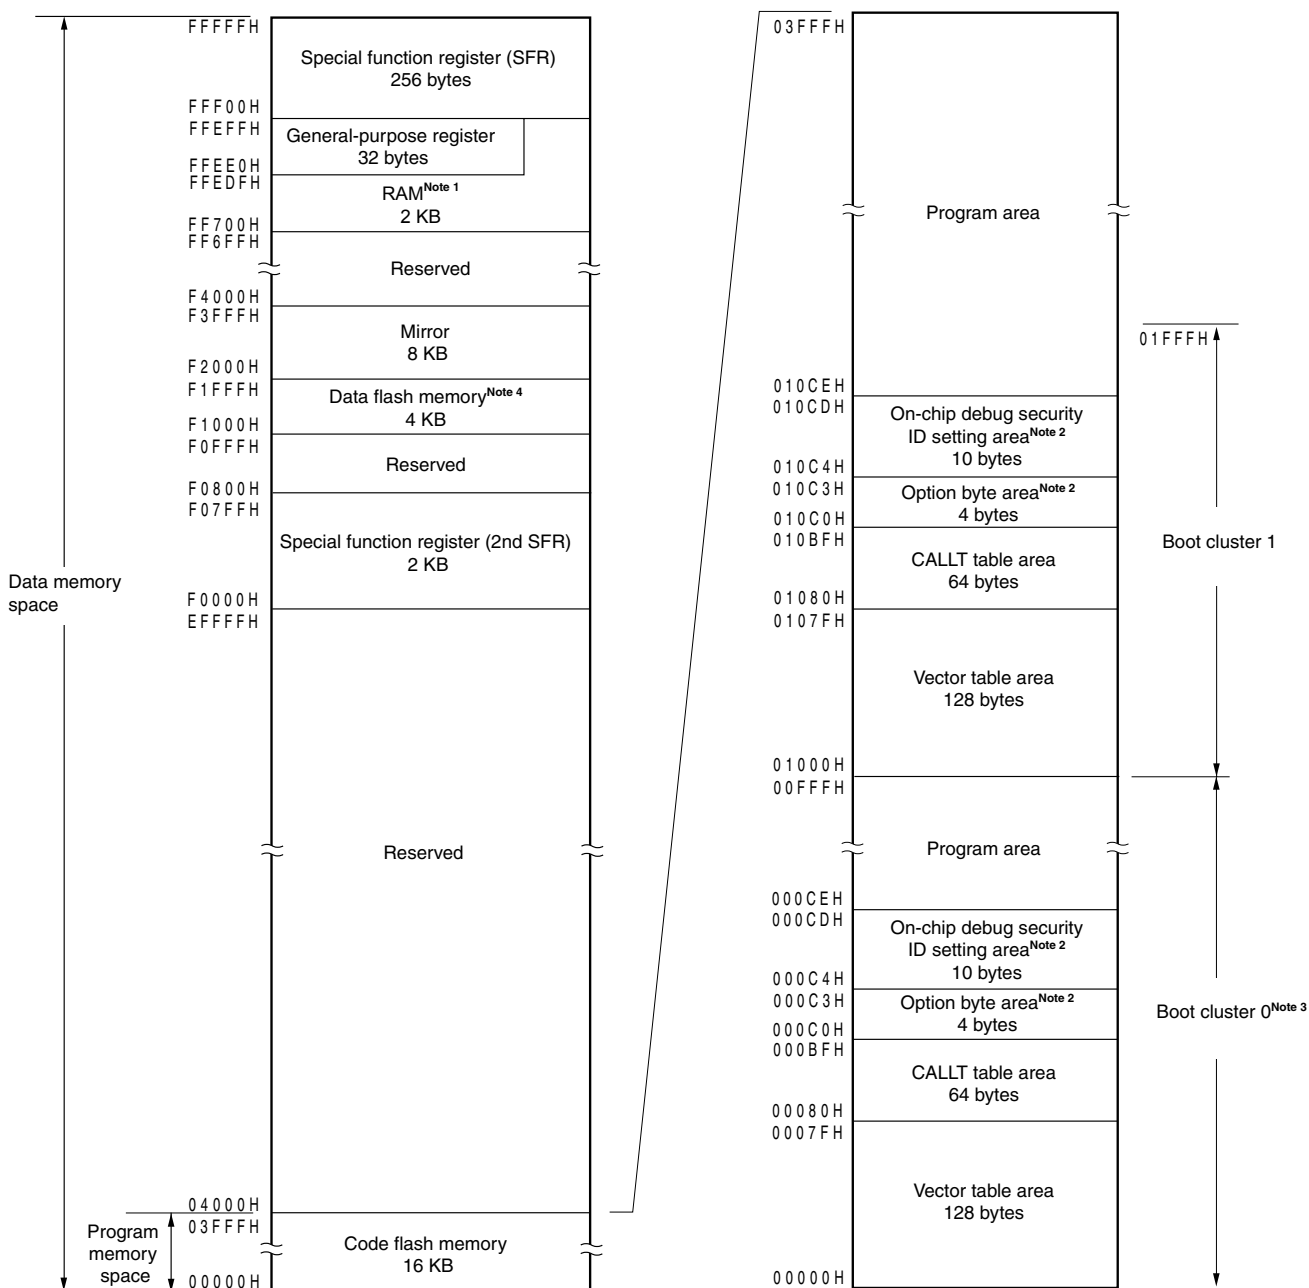 FFFFFH
Special function register (SFR)
256 bytes
FFF00H
FFEFFH
General-purpose register
32 bytes
FFEE0H
FFEDFH
RAMNote 1
2 KB
FF700H
FF6FFH
Reserved
F4000H
F3FFFH
Mirror
8 KB
F2000H
F1FFFH
Data flash memoryNote 4
4 KB
F1000H
F0FFFH
Reserved
F0800H
F07FFH
Special function register (2nd SFR)
2 KB
Data memory
space
F0000H
EFFFFH
Reserved
04000H
03FFFH
Program
memory
space
Code flash memory
16 KB
00000H
03FFFH
Program area
01FFFH
010CEH
010CDH
On-chip debug security
ID setting areaNote 2
10 bytes
010C4H
010C3H
Option byte areaNote 2
4 bytes
010C0H
010BFH
Boot cluster 1
CALLT table area
64 bytes
01080H
0107FH
Vector table area
128 bytes
01000H
00FFFH
Program area
000CEH
000CDH
On-chip debug security
ID setting areaNote 2
10 bytes
000C4H
000C3H
Option byte areaNote 2
4 bytes
Boot cluster 0Note 3
000C0H
000BFH
CALLT table area
64 bytes
00080H
0007FH
Vector table area
128 bytes
00000H